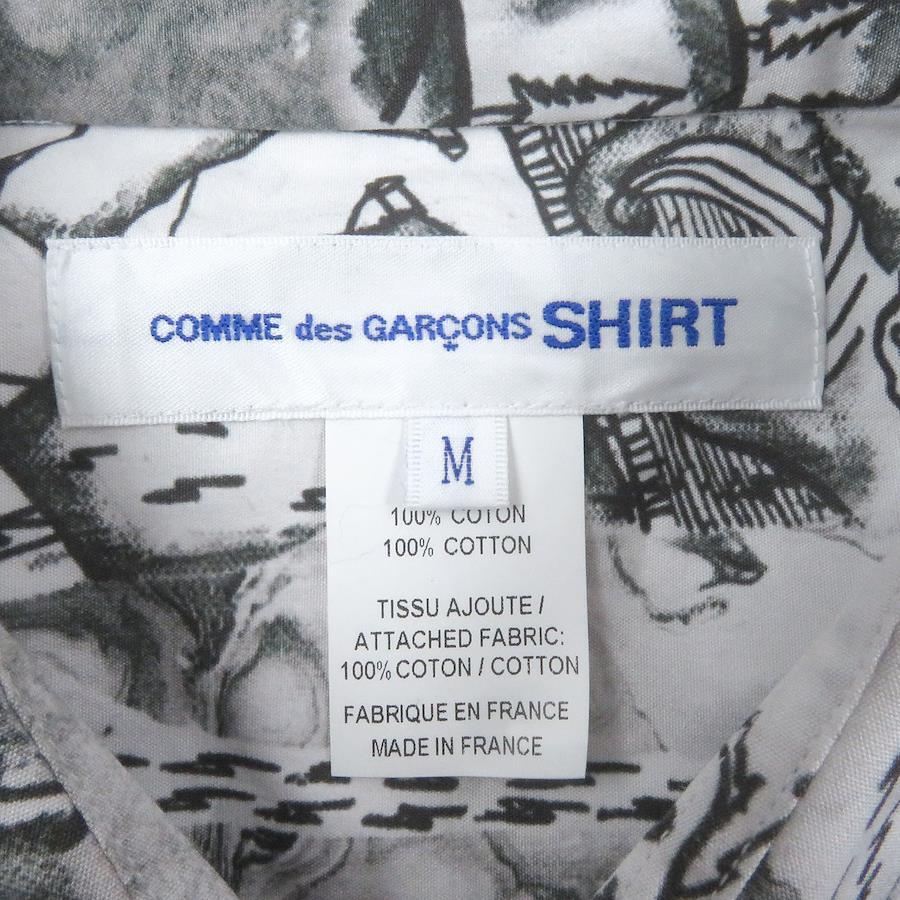 COMME des GARÇONS SHIRT
M
100% COTON
100% COTTON
TISSU AJOUTE /
ATTACHED FABRIC:
100% COTON / COTTON
FABRIQUE EN FRANCE
MADE IN FRANCE